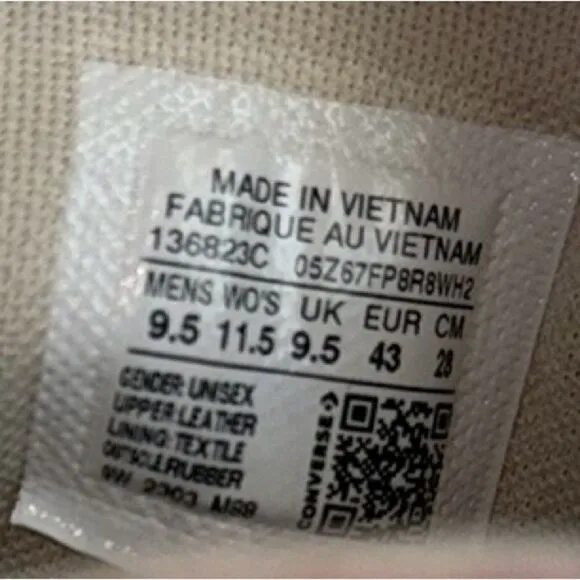 MADE IN VIETNAM
FABRIQUE AU VIETNAM
136823C 05Z67FP8R8WH2
MENS WO'S UK EUR CM
9.5 11.5 9.5 43 28
GENDER: UNISEX
UPPER: LEATHER
LINING: TEXTILE
OUTSOLE: RUBBER
CONVERSE